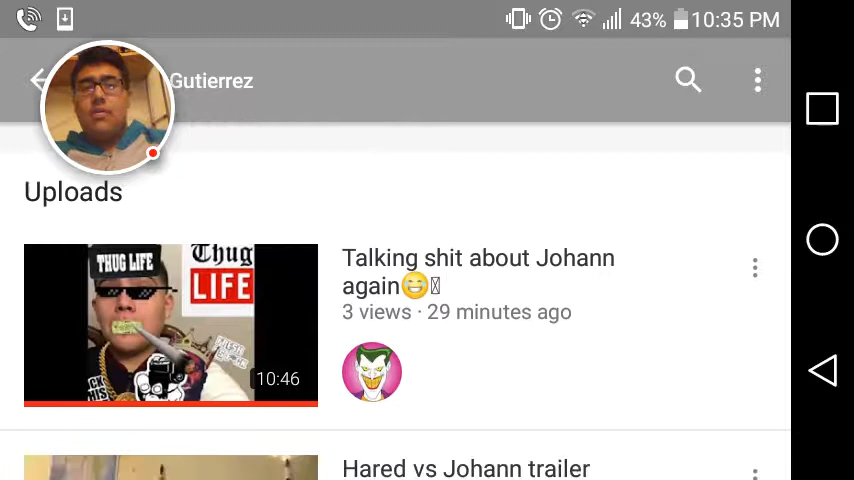 43% 10:35 PM
Gutierrez
Uploads
THUG LIFE
Thug
LIFE
10:46
Talking shit about Johann
again😁
3 views · 29 minutes ago
Hared vs Johann trailer